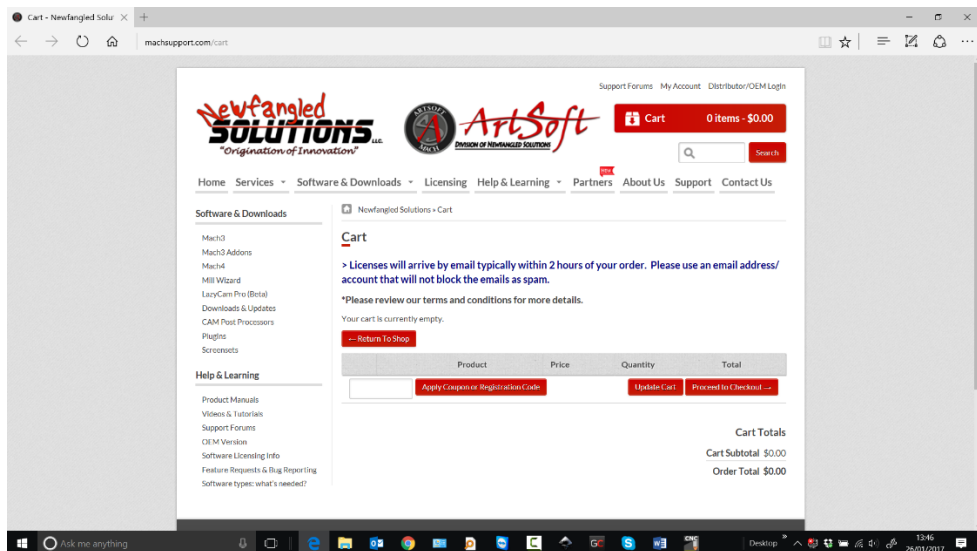 Cart - Newfangled Solut
machsupport.com/cart
Support Forums My Account Distributor/OEM Login
Newfangled
SOLUTIONS LLC.
"Origination of Innovation"
ARTSOFT
MACH
ArtSoft
DIVISION OF NEWFANGLED SOLUTIONS
Cart 0 items - $0.00
Search
Home Services Software & Downloads Licensing Help & Learning Partners About Us Support Contact Us
Software & Downloads
Mach3
Mach3 Addons
Mach4
Mill Wizard
LazyCam Pro (Beta)
Downloads & Updates
CAM Post Processors
Plugins
Screensets
Help & Learning
Product Manuals
Videos & Tutorials
Support Forums
OEM Version
Software Licensing Info
Feature Requests & Bug Reporting
Software types: what's needed?
Newfangled Solutions » Cart
Cart
> Licenses will arrive by email typically within 2 hours of your order. Please use an email address/
account that will not block the emails as spam.
*Please review our terms and conditions for more details.
Your cart is currently empty.
← Return To Shop
Product Price Quantity Total
Apply Coupon or Registration Code Update Cart Proceed to Checkout →
Cart Totals
Cart Subtotal $0.00
Order Total $0.00
Ask me anything
CNC
Desktop
13:46
26/01/2017